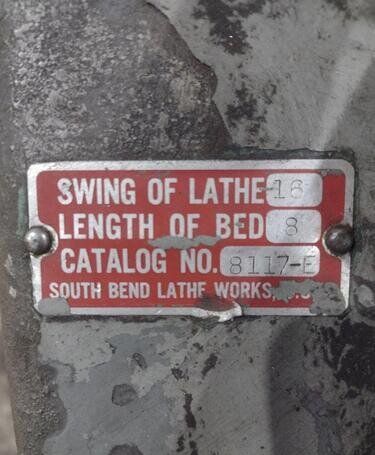 SWING OF LATHE 16
LENGTH OF BED 8
CATALOG NO. 8117-E
SOUTH BEND LATHE WORKS,